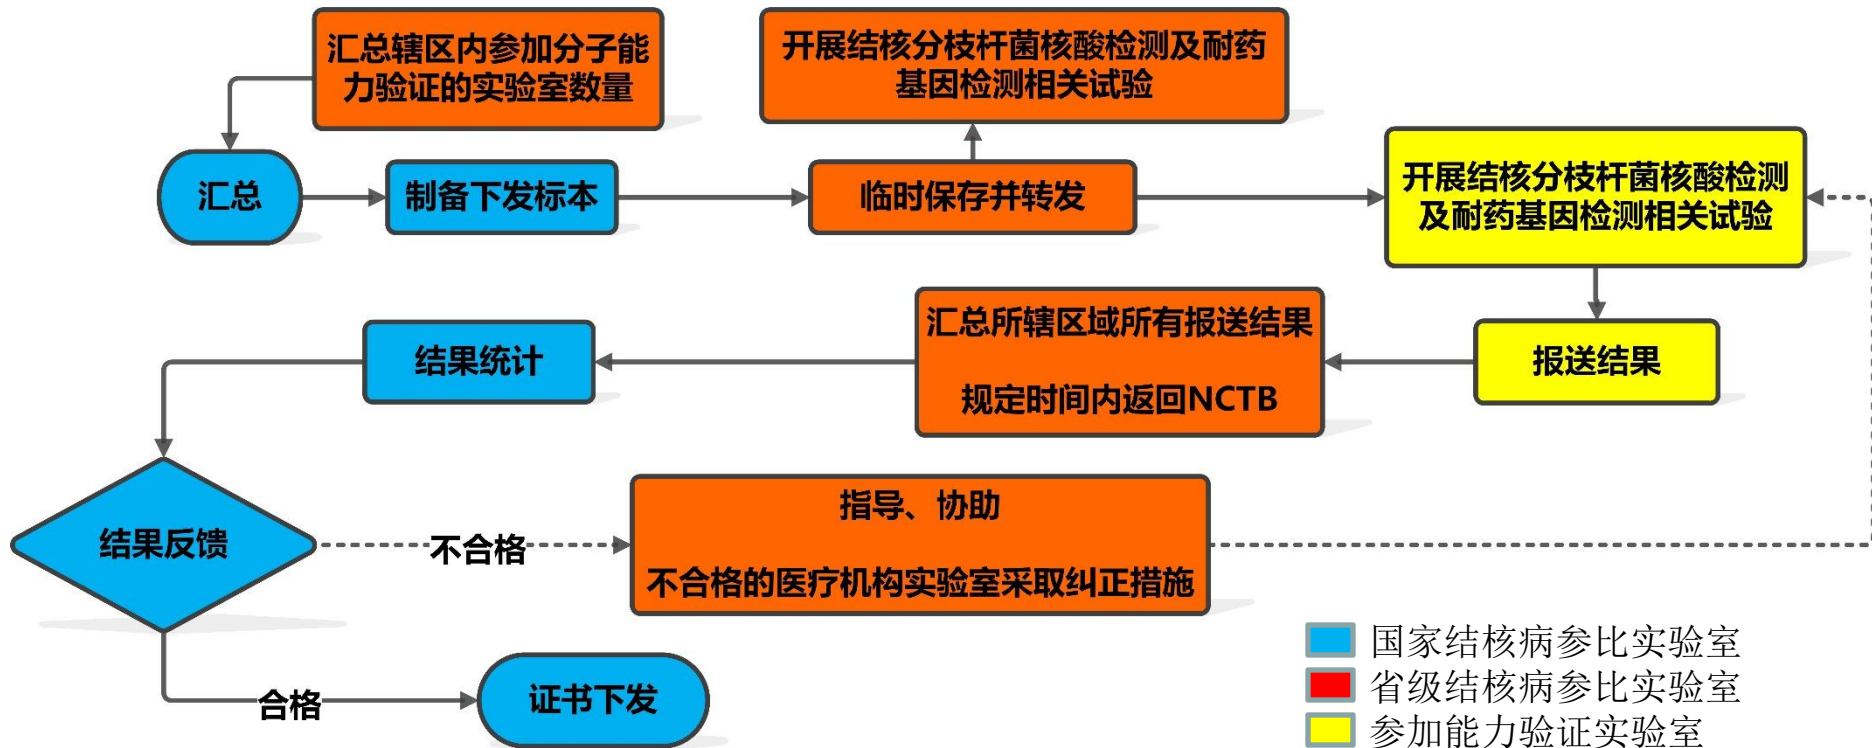 汇总辖区内参加分子能
力验证的实验室数量
开展结核分枝杆菌核酸检测及耐药
基因检测相关试验
汇总
制备下发标本
临时保存并转发
开展结核分枝杆菌核酸检测
及耐药基因检测相关试验
结果统计
汇总所辖区域所有报送结果
规定时间内返回NCTB
报送结果
结果反馈
不合格
指导、协助
不合格的医疗机构实验室采取纠正措施
合格
证书下发
国家结核病参比实验室
省级结核病参比实验室
参加能力验证实验室